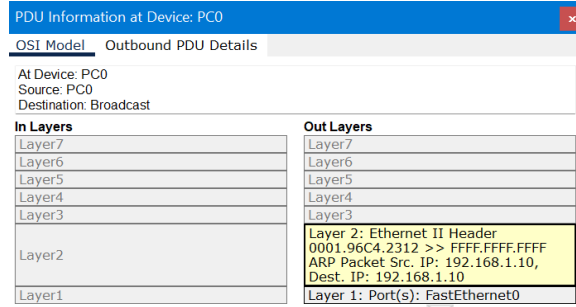 PDU Information at Device: PC0
x
OSI Model Outbound PDU Details
At Device: PC0
Source: PC0
Destination: Broadcast
In Layers
Layer7
Layer6
Layer5
Layer4
Layer3
Layer2
Layer1
Out Layers
Layer7
Layer6
Layer5
Layer4
Layer3
Layer 2: Ethernet II Header
0001.96C4.2312 >> FFFF.FFFF.FFFF
ARP Packet Src. IP: 192.168.1.10,
Dest. IP: 192.168.1.10
Layer 1: Port(s): FastEthernet0